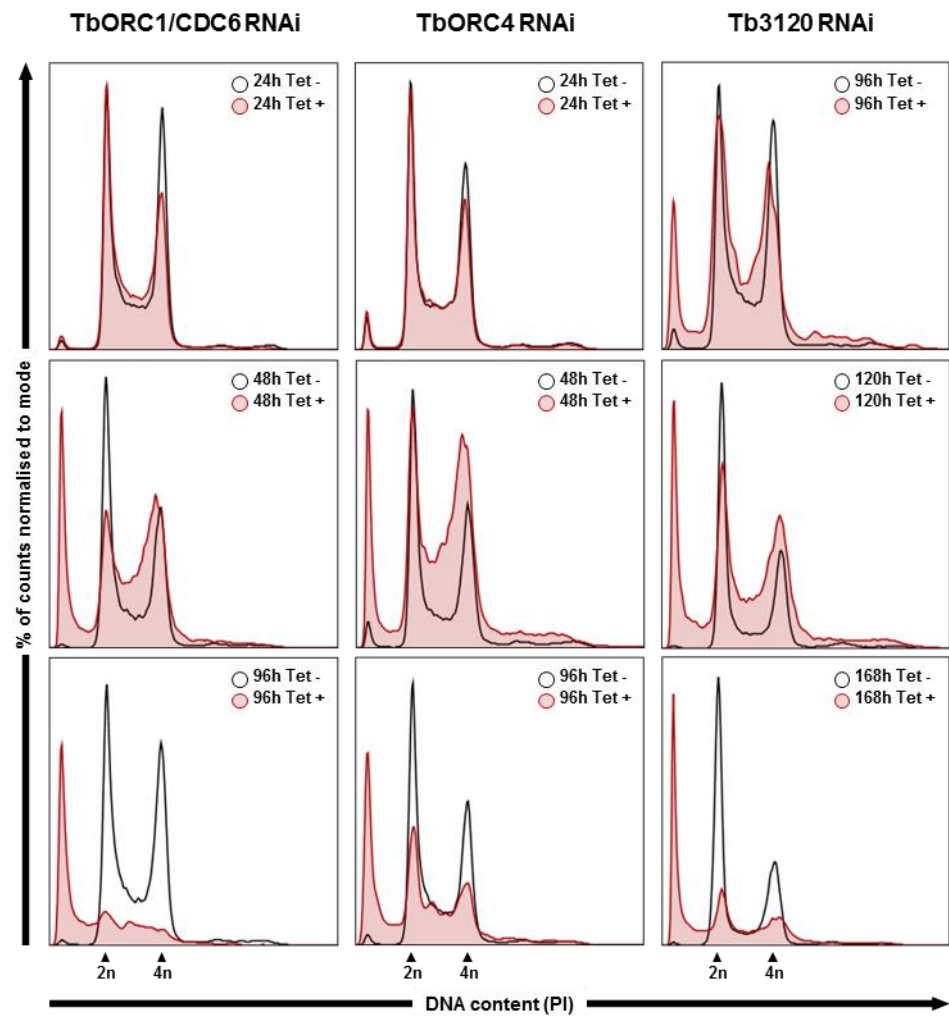 TbORC1/CDC6 RNAi
TbORC4 RNAi
Tb3120 RNAi
24h Tet -
24h Tet +
24h Tet -
24h Tet +
96h Tet -
96h Tet +
48h Tet -
48h Tet +
48h Tet -
48h Tet +
120h Tet -
120h Tet +
96h Tet -
96h Tet +
96h Tet -
96h Tet +
168h Tet -
168h Tet +
% of counts normalised to mode
2n
4n
2n
4n
2n
4n
DNA content (PI)